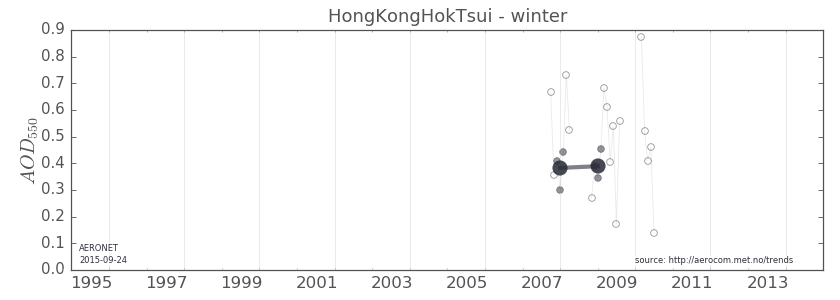 HongKongHokTsui - winter
0.9
0.8
0.7
0.6
0.5
0.4
0.3
0.2
0.1
0.0
AOD550
AERONET
2015-09-24
source: http://aerocom.met.no/trends
1995 1997 1999 2001 2003 2005 2007 2009 2011 2013